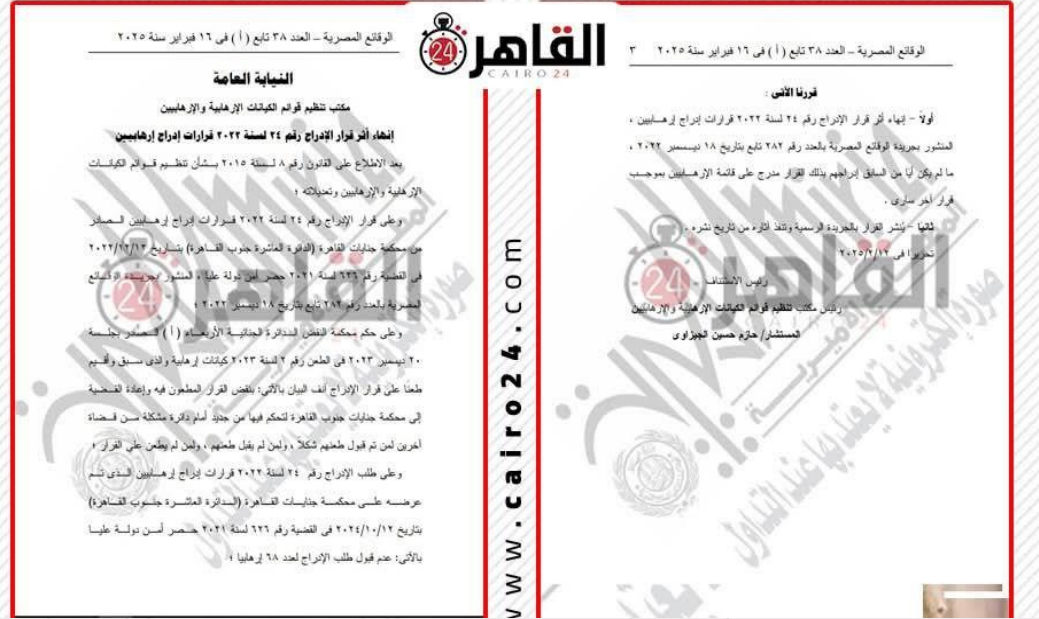 الوقائع المصرية – العدد ٣٨ تابع ( أ ) فى ١٦ فبراير سنة ٢٠٢٥
النيابة العامة
مكتب تنظيم قوائم الكيانات الإرهابية والإرهابيين
إنهاء أثر قرار الإدراج رقم ٢٤ لسنة ٢٠٢٢ قرارات إدراج إرهابيين
بعد الاطلاع على القانون رقم ٨ لسنة ٢٠١٥ بشأن تنظيم قوائم الكيانات
الإرهابية والإرهابيين وتعديلاته ؛
وعلى قرار الإدراج رقم ٢٤ لسنة ٢٠٢٢ قرارات إدراج إرهابيين الصادر
من محكمة جنايات القاهرة (الدائرة العاشرة جنوب القاهرة) بتاريخ ٢٠٢٢/١٢/١٣
فى القضية رقم ٦٢٦ لسنة ٢٠٢١ حصر أمن دولة عليا ، المنشور بجريدة الوقائع
المصرية بالعدد رقم ٢٨٢ تابع بتاريخ ١٨ ديسمبر ٢٠٢٢ ؛
وعلى حكم محكمة النقض الدائرة الجنائية الأربعاء ( أ ) الصادر بجلسة
٢٠ ديسمبر ٢٠٢٣ فى الطعن رقم ٢ لسنة ٢٠٢٣ كيانات إرهابية والذى سبق وأقيم
طعنًا على قرار الإدراج آنف البيان بالآتي: بنقض القرار المطعون فيه وإعادة القضية
إلى محكمة جنايات جنوب القاهرة لتحكم فيها من جديد أمام دائرة مشكلة من قضاة
آخرين لمن تم قبول طعنهم شكلاً ، ولمن لم يقبل طعنهم ، ولمن لم يطعن على القرار ؛
وعلى طلب الإدراج رقم ٢٤ لسنة ٢٠٢٢ قرارات إدراج إرهابيين الذى تم
عرضه على محكمة جنايات القاهرة (الدائرة العاشرة جنوب القاهرة)
بتاريخ ٢٠٢٤/١٠/١٢ فى القضية رقم ٦٢٦ لسنة ٢٠٢١ حصر أمن دولة عليا
بالآتي: عدم قبول طلب الإدراج لعدد ٦٨ إرهابيا ؛
القاهرة
24
CAIRO 24
www.cairo24.com
الوقائع المصرية – العدد ٣٨ تابع ( أ ) فى ١٦ فبراير سنة ٢٠٢٥ ٣
قررنا الآتى :
أولاً – إنهاء أثر قرار الإدراج رقم ٢٤ لسنة ٢٠٢٢ قرارات إدراج إرهابيين ،
المنشور بجريدة الوقائع المصرية بالعدد رقم ٢٨٢ تابع بتاريخ ١٨ ديسمبر ٢٠٢٢ ،
ما لم يكن أيًا من السابق إدراجهم بذلك القرار مدرج على قائمة الإرهابيين بموجب
قرار آخر سارى .
ثانيًا – يُنشر القرار بالجريدة الرسمية وتنفذ آثاره من تاريخ نشره .
تحريرا فى ٢٠٢٥/٢/١٢
رئيس الاستئناف
رئيس مكتب تنظيم قوائم الكيانات الإرهابية والإرهابيين
المستشار/ حازم حسين الجيزاوى